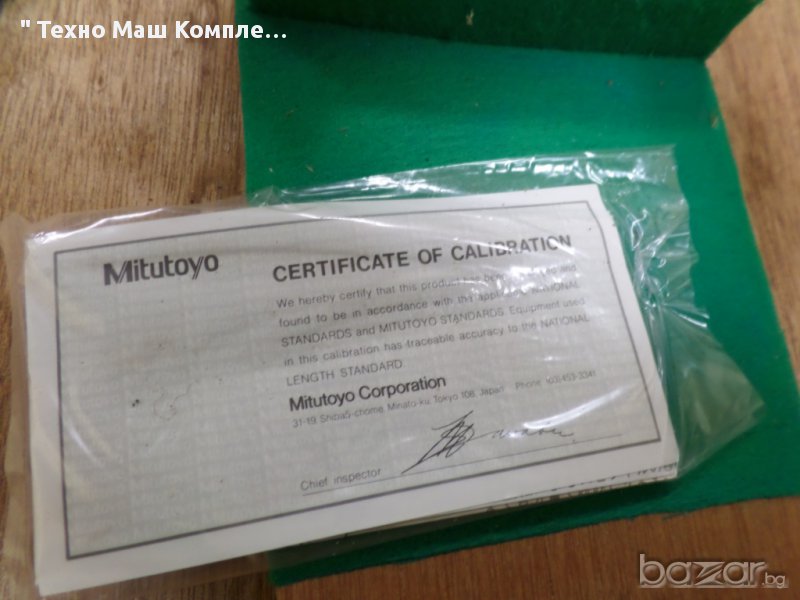 " Техно Маш Компле...
Mitutoyo
CERTIFICATE OF CALIBRATION
We hereby certify that this product has been and
found to be in accordance with the NATIONAL
STANDARDS and MITUTOYO STANDARDS. Equipment used
in this calibration has traceable accuracy to the NATIONAL
LENGTH STANDARD.
Mitutoyo Corporation
31-19, Shiba5-chome, Minato-ku, Tokyo 108, Japan Phone (03)453-3341
Chief inspector
bazar.bg